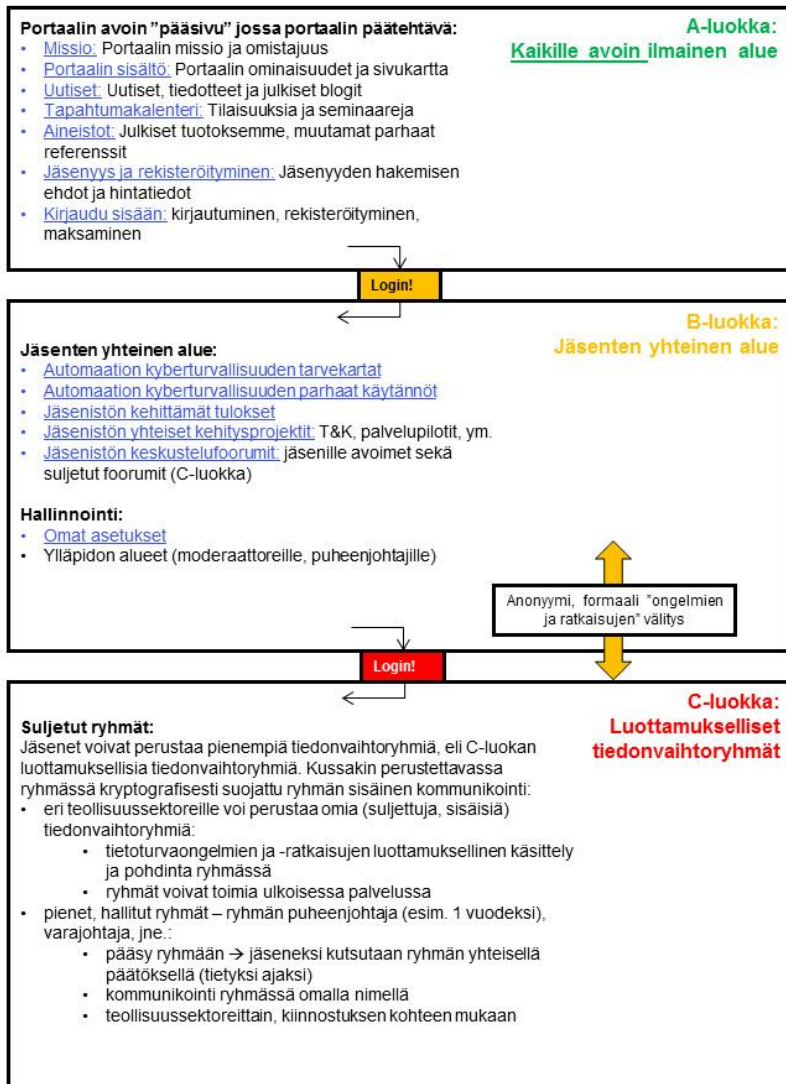 Portaalin avoin ”pääsivu” jossa portaalin päätehtävä:
• Missio: Portaalin missio ja omistajuus
• Portaalin sisältö: Portaalin ominaisuudet ja sivukartta
• Uutiset: Uutiset, tiedotteet ja julkiset blogit
• Tapahtumakalenteri: Tilaisuuksia ja seminaareja
• Aineistot: Julkiset tuotoksemme, muutamat parhaat
referenssit
• Jäsenyys ja rekisteröityminen: Jäsenyyden hakemisen
ehdot ja hintatiedot
• Kirjaudu sisään: kirjautuminen, rekisteröityminen,
maksaminen
A-luokka:
Kaikille avoin ilmainen alue
Login!
B-luokka:
Jäsenten yhteinen alue
Jäsenten yhteinen alue:
• Automaation kyberturvallisuuden tarvekartat
• Automaation kyberturvallisuuden parhaat käytännöt
• Jäsenistön kehittämät tulokset
• Jäsenistön yhteiset kehitysprojektit: T&K, palvelupilotit, ym.
• Jäsenistön keskustelufoorumit: jäsenille avoimet sekä
suljetut foorumit (C-luokka)
Hallinnointi:
• Omat asetukset
• Ylläpidon alueet (moderaattoreille, puheenjohtajille)
Anonyymi, formaali ”ongelmien
ja ratkaisujen” välitys
Login!
C-luokka:
Luottamukselliset
tiedonvaihtoryhmät
Suljetut ryhmät:
Jäsenet voivat perustaa pienempiä tiedonvaihtoryhmiä, eli C-luokan
luottamuksellisia tiedonvaihtoryhmiä. Kussakin perustettavassa
ryhmässä kryptografisesti suojattu ryhmän sisäinen kommunikointi:
• eri teollisuussektoreille voi perustaa omia (suljettuja, sisäisiä)
tiedonvaihtoryhmiä:
• tietoturvaongelmien ja -ratkaisujen luottamuksellinen käsittely
ja pohdinta ryhmässä
• ryhmät voivat toimia ulkoisessa palvelussa
• pienet, hallitut ryhmät – ryhmän puheenjohtaja (esim. 1 vuodeksi),
varajohtaja, jne.:
• pääsy ryhmään → jäseneksi kutsutaan ryhmän yhteisellä
päätöksellä (tietyksi ajaksi)
• kommunikointi ryhmässä omalla nimellä
• teollisuussektoreittain, kiinnostuksen kohteen mukaan